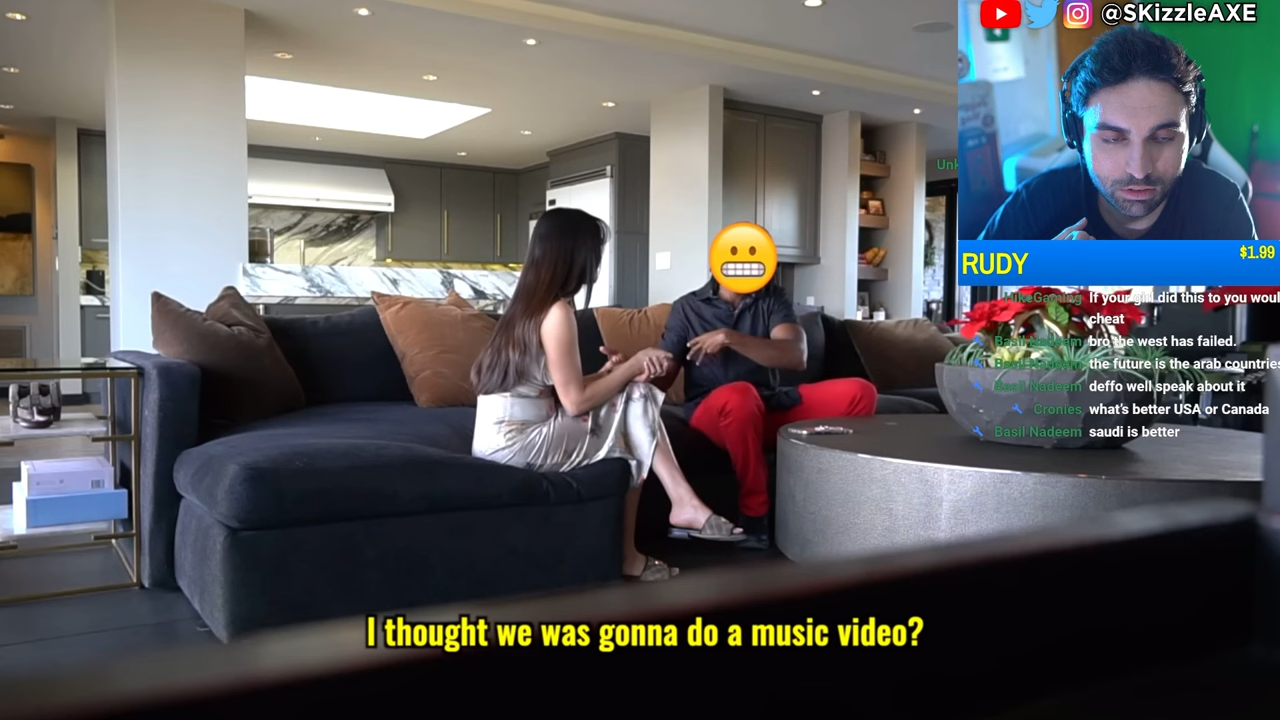 @SKizzleAXE
Unk
RUDY
$1.99
If your girl did this to you woul
cheat
Basil Nadeem bro the west has failed.
Basil Nadeem the future is the arab countries
Basil Nadeem deffo well speak about it
Cronies what's better USA or Canada
Basil Nadeem saudi is better
I thought we was gonna do a music video?